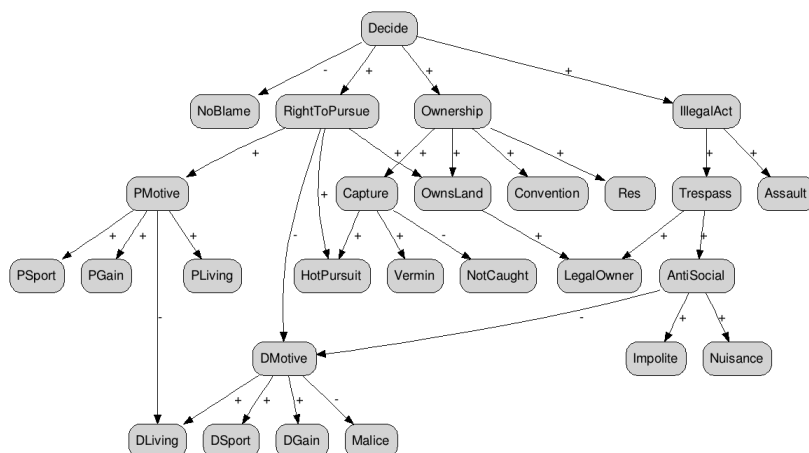 Decide
- + + +
NoBlame RightToPursue Ownership IllegalAct
+ + + + + + + +
PMotive Capture OwnsLand Convention Res Trespass Assault
+ + + + - + + - + + +
PSport PGain PLiving HotPursuit Vermin NotCaught LegalOwner AntiSocial
- - + +
DMotive Impolite Nuisance
+ + + -
DLiving DSport DGain Malice